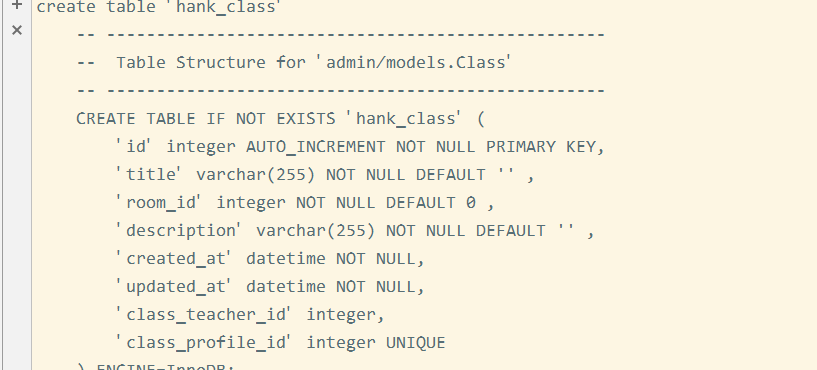 create table `hank_class`
-- --------------------------------------------------
--  Table Structure for `admin/models.Class`
-- --------------------------------------------------
CREATE TABLE IF NOT EXISTS `hank_class` (
`id` integer AUTO_INCREMENT NOT NULL PRIMARY KEY,
`title` varchar(255) NOT NULL DEFAULT '' ,
`room_id` integer NOT NULL DEFAULT 0 ,
`description` varchar(255) NOT NULL DEFAULT '' ,
`created_at` datetime NOT NULL,
`updated_at` datetime NOT NULL,
`class_teacher_id` integer,
`class_profile_id` integer UNIQUE
) ENGINE=InnoDB;